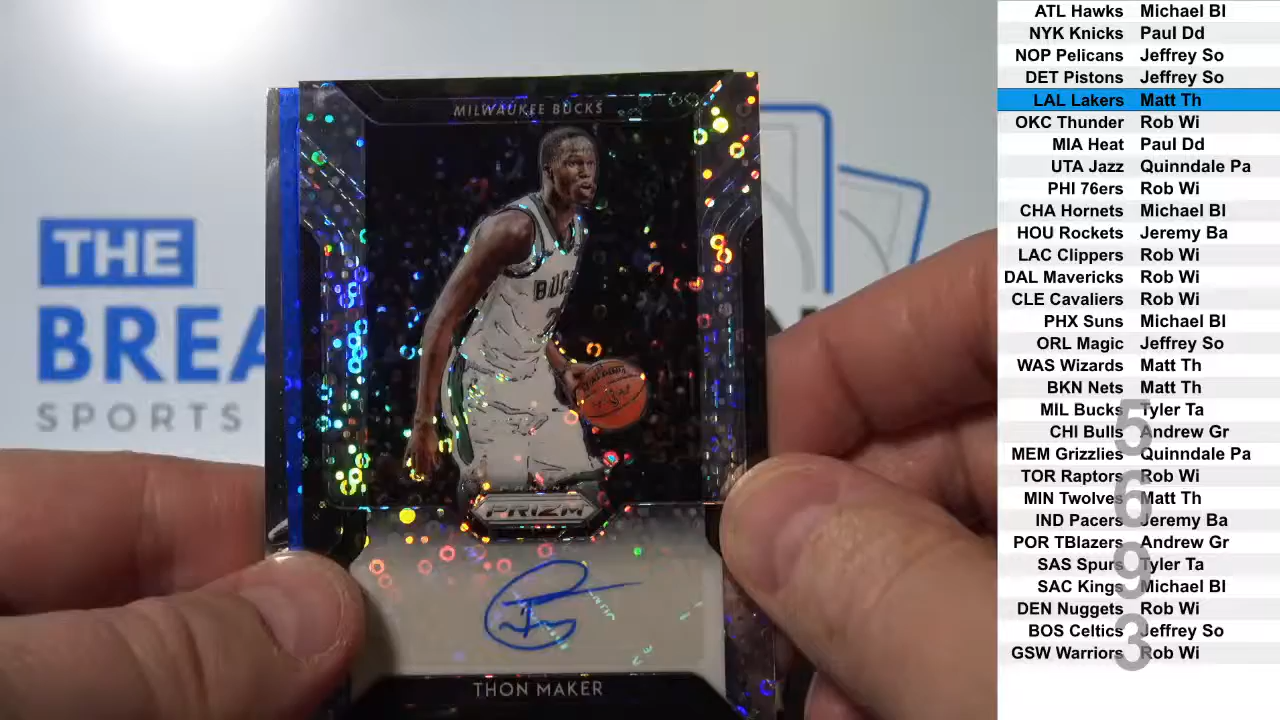 THE
BREA
SPORTS
MILWAUKEE BUCKS
BUC
PRIZM
THON MAKER
ATL Hawks Michael Bl
NYK Knicks Paul Dd
NOP Pelicans Jeffrey So
DET Pistons Jeffrey So
LAL Lakers Matt Th
OKC Thunder Rob Wi
MIA Heat Paul Dd
UTA Jazz Quinndale Pa
PHI 76ers Rob Wi
CHA Hornets Michael Bl
HOU Rockets Jeremy Ba
LAC Clippers Rob Wi
DAL Mavericks Rob Wi
CLE Cavaliers Rob Wi
PHX Suns Michael Bl
ORL Magic Jeffrey So
WAS Wizards Matt Th
BKN Nets Matt Th
MIL Bucks Tyler Ta
CHI Bulls Andrew Gr
MEM Grizzlies Quinndale Pa
TOR Raptors Rob Wi
MIN Twolves Matt Th
IND Pacers Jeremy Ba
POR TBlazers Andrew Gr
SAS Spurs Tyler Ta
SAC Kings Michael Bl
DEN Nuggets Rob Wi
BOS Celtics Jeffrey So
GSW Warriors Rob Wi
5
6
9
3